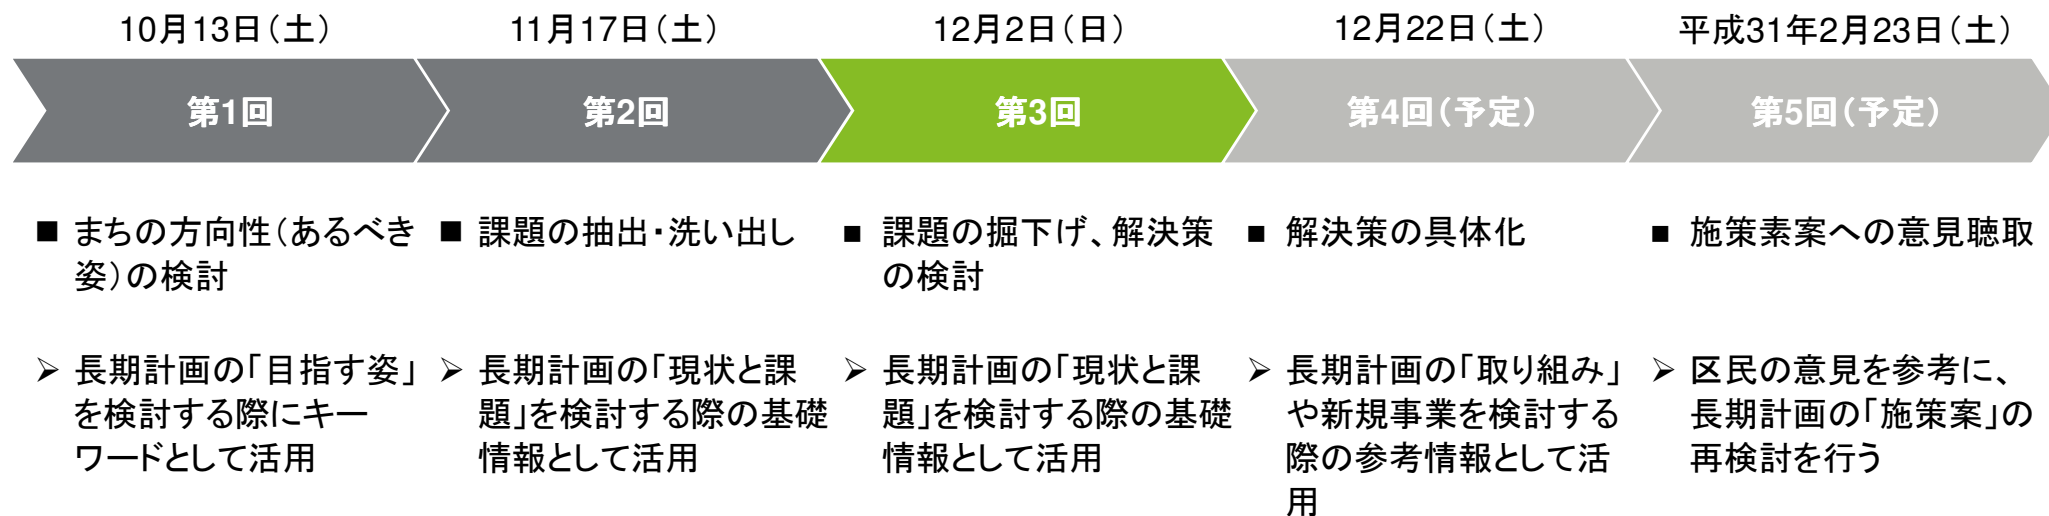 10月13日（土）
11月17日（土）
12月2日（日）
12月22日（土）
平成31年2月23日（土）
第1回
第2回
第3回
第4回（予定）
第5回（予定）
■ まちの方向性（あるべき
姿）の検討
■ 課題の抽出・洗い出し
■ 課題の掘下げ、解決策
の検討
■ 解決策の具体化
■ 施策素案への意見聴取
➢ 長期計画の「目指す姿」
を検討する際にキー
ワードとして活用
➢ 長期計画の「現状と課
題」を検討する際の基礎
情報として活用
➢ 長期計画の「現状と課
題」を検討する際の基礎
情報として活用
➢ 長期計画の「取り組み」
や新規事業を検討する
際の参考情報として活
用
➢ 区民の意見を参考に、
長期計画の「施策案」の
再検討を行う